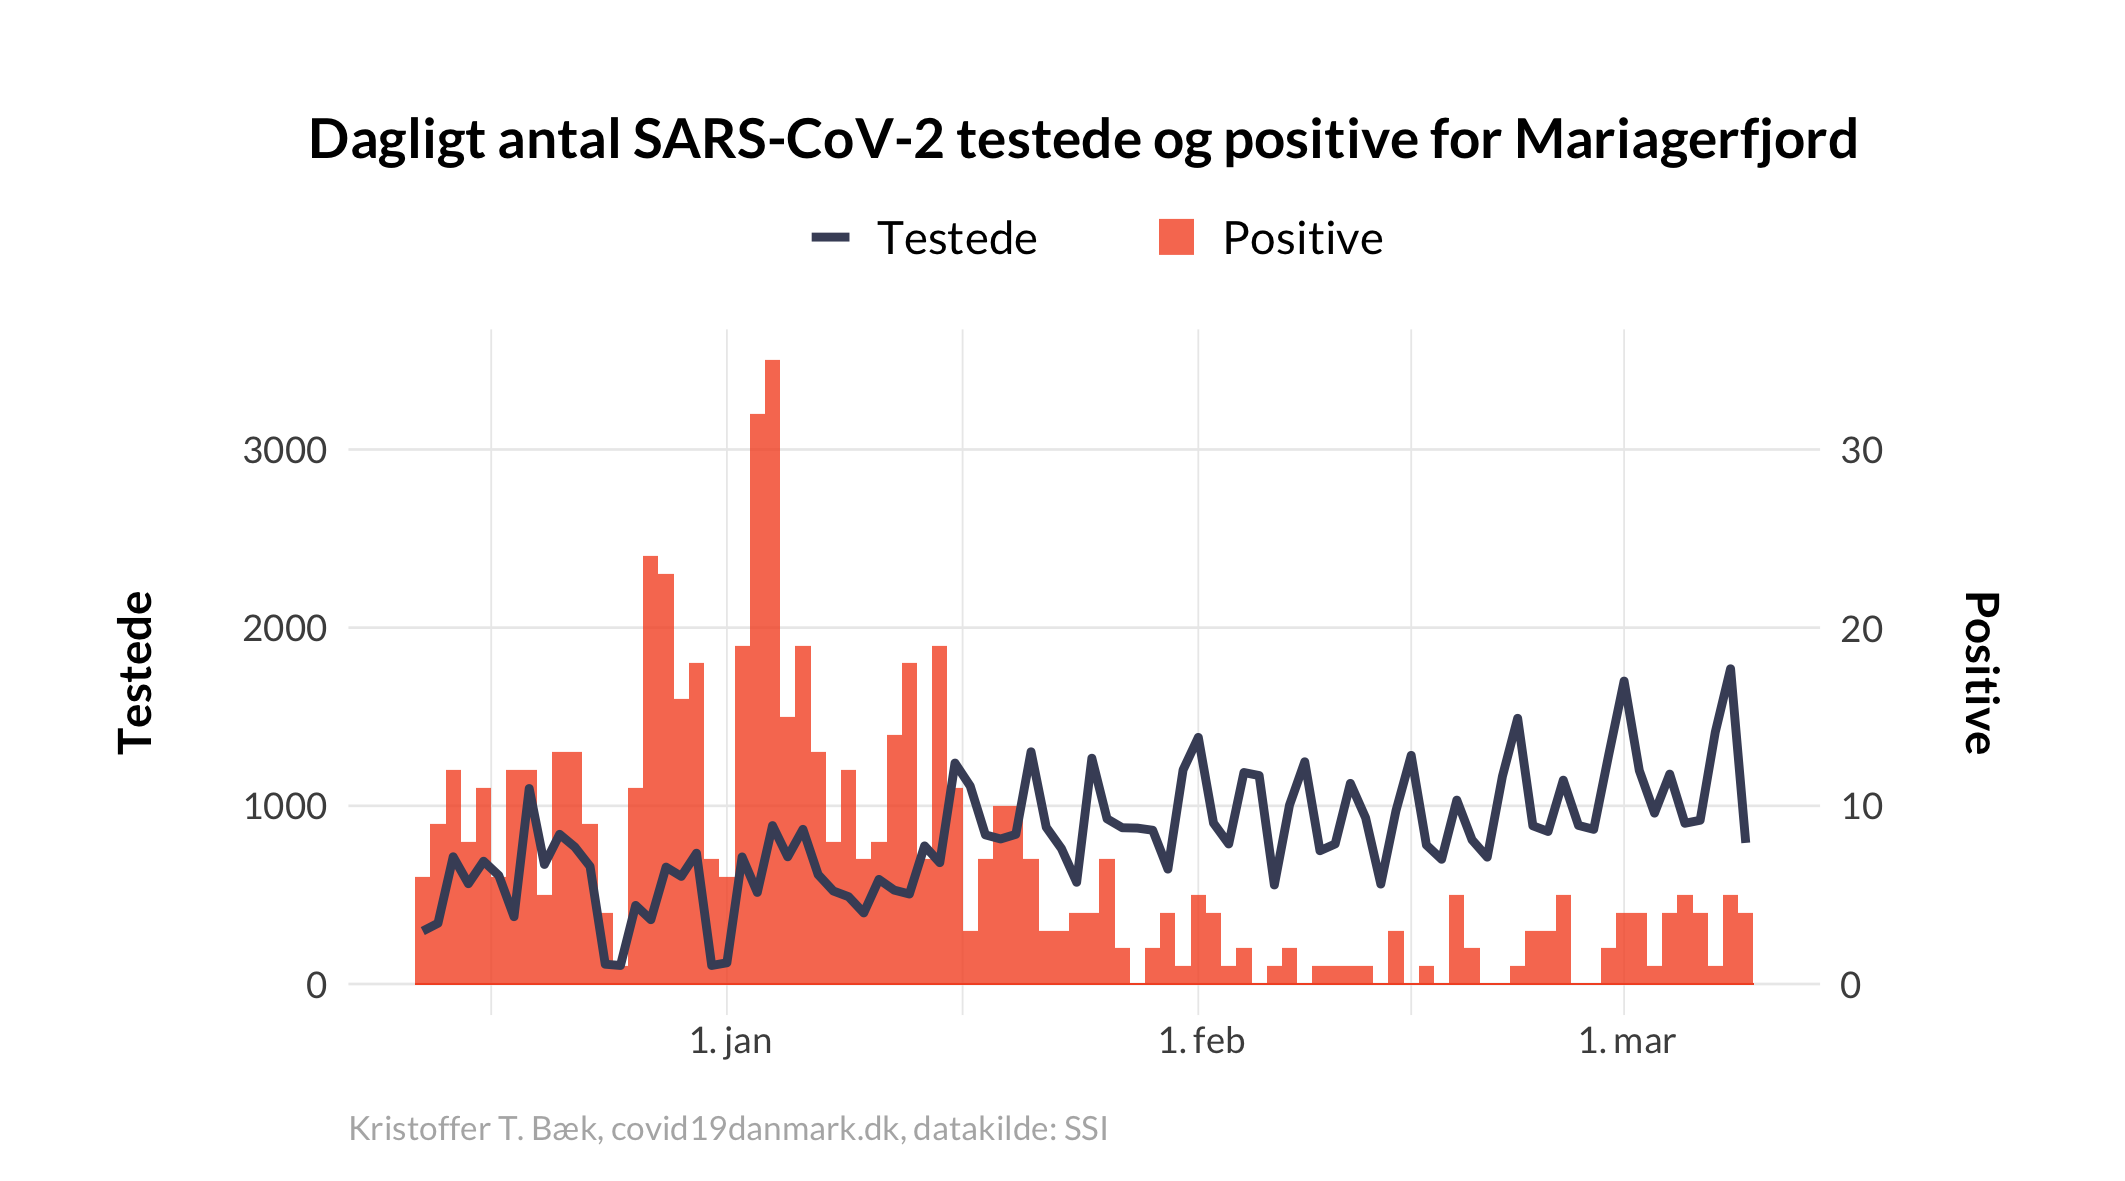 Dagligt antal SARS-CoV-2 testede og positive for Mariagerfjord
Testede Positive
3000 30
2000 20
1000 10
0 0
Testede
Positive
1. jan 1. feb 1. mar
Kristoffer T. Bæk, covid19danmark.dk, datakilde: SSI